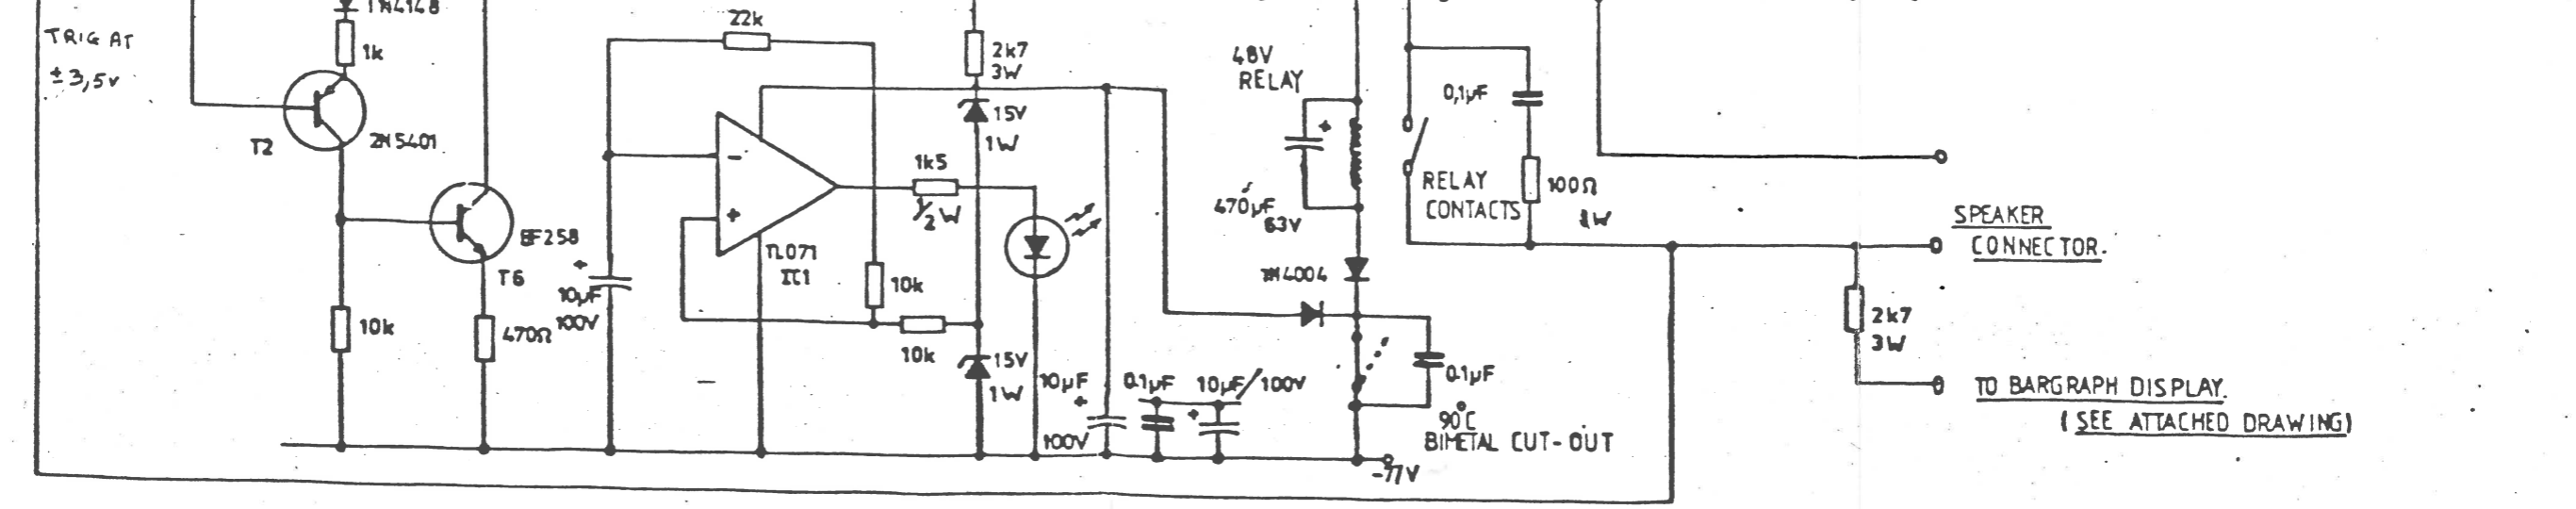 1N4148
TRIG AT
±3,5v
1k
T2
2N5401
BF258
T6
10k
470Ω
22k
10µF
100V
-
+
TL071
IC1
1k5
1/2W
10k
10k
2k7
3W
15V
1W
15V
1W
10µF
+
100V
0.1µF
10µF/100V
+
48V
RELAY
+
470µF
63V
1N4004
0,1µF
RELAY
CONTACTS
100Ω
1W
0.1µF
90°C
BIMETAL CUT-OUT
-77V
SPEAKER
CONNECTOR.
2k7
3W
TO BARGRAPH DISPLAY.
(SEE ATTACHED DRAWING)